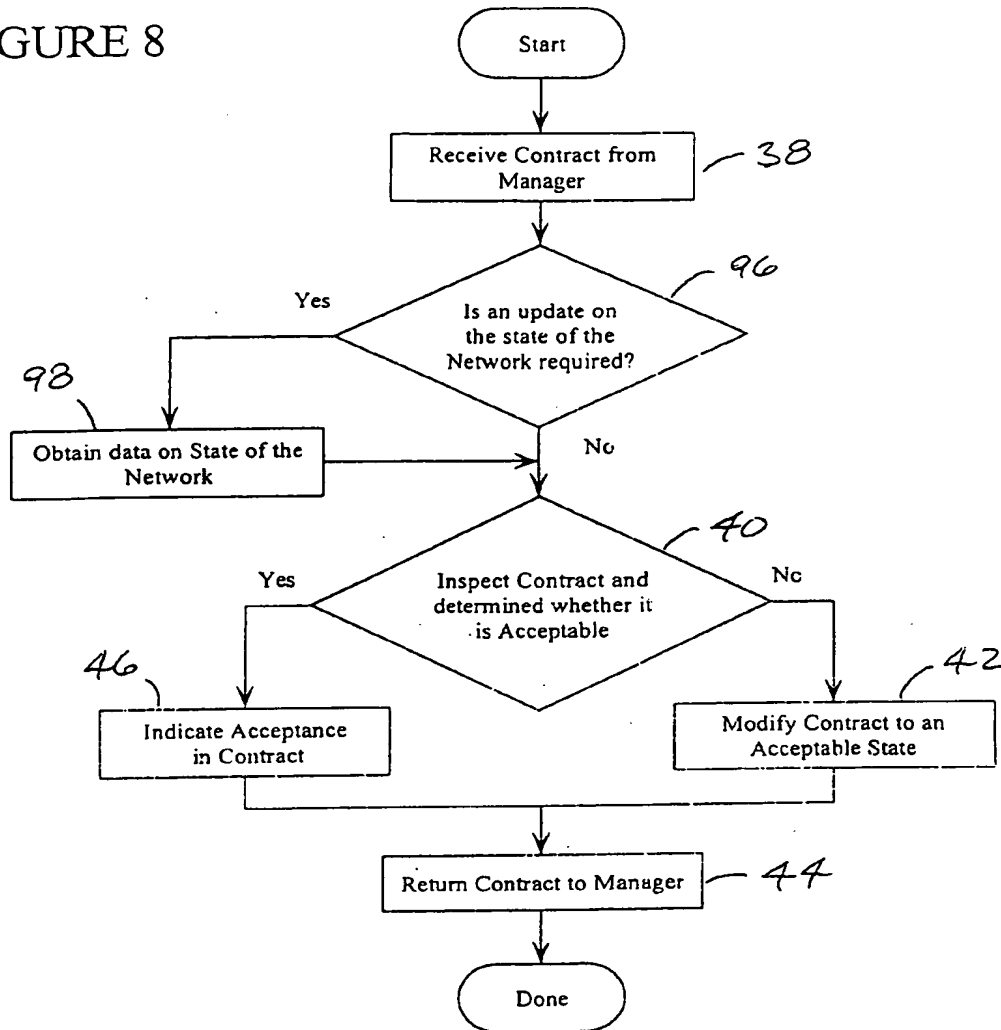 GURE 8
Start
Receive Contract from
Manager
38
96
Yes
Is an update on
the state of the
Network required?
98
No
Obtain data on State of the
Network
40
Yes
Inspect Contract and
determined whether it
is Acceptable
Nc
46
42
Indicate Acceptance
in Contract
Modify Contract to an
Acceptable State
Return Contract to Manager
44
Done